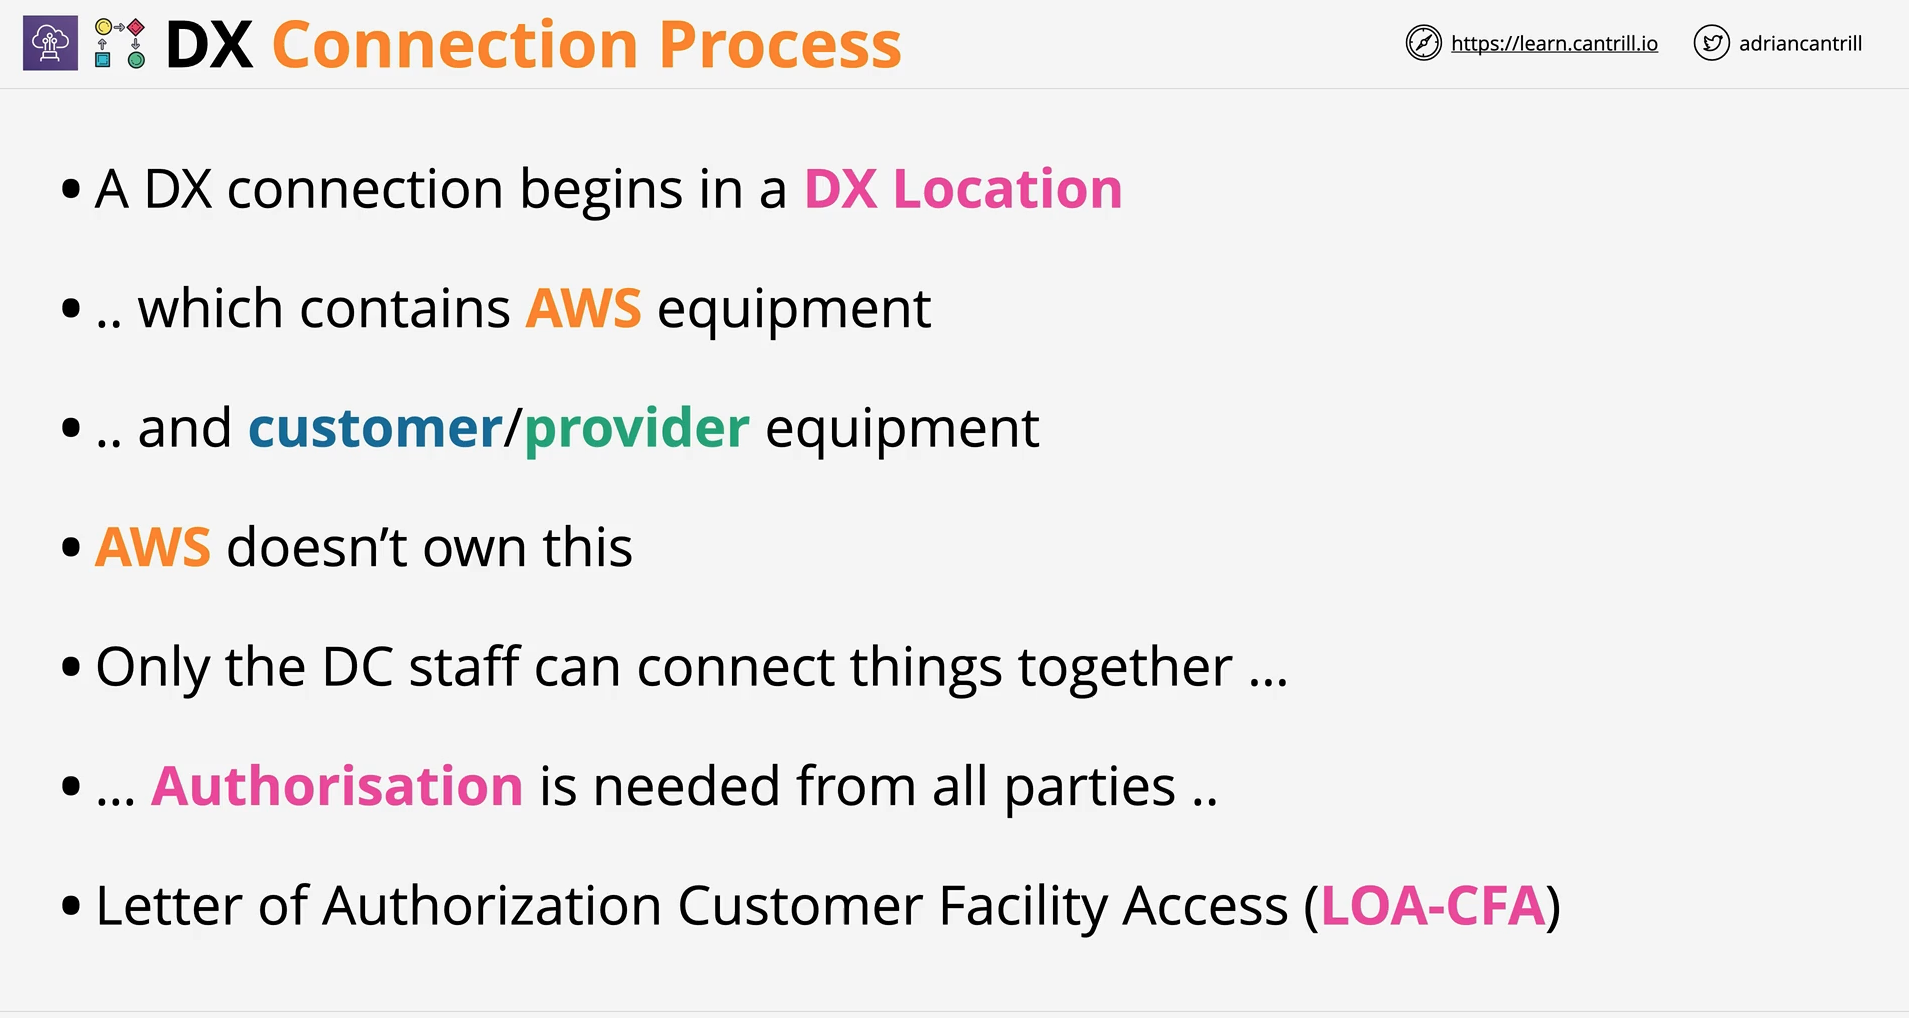 DX Connection Process
https://learn.cantrill.io
adriancantrill
• A DX connection begins in a DX Location
• .. which contains AWS equipment
• .. and customer/provider equipment
• AWS doesn’t own this
• Only the DC staff can connect things together ...
• ... Authorisation is needed from all parties ..
• Letter of Authorization Customer Facility Access (LOA-CFA)